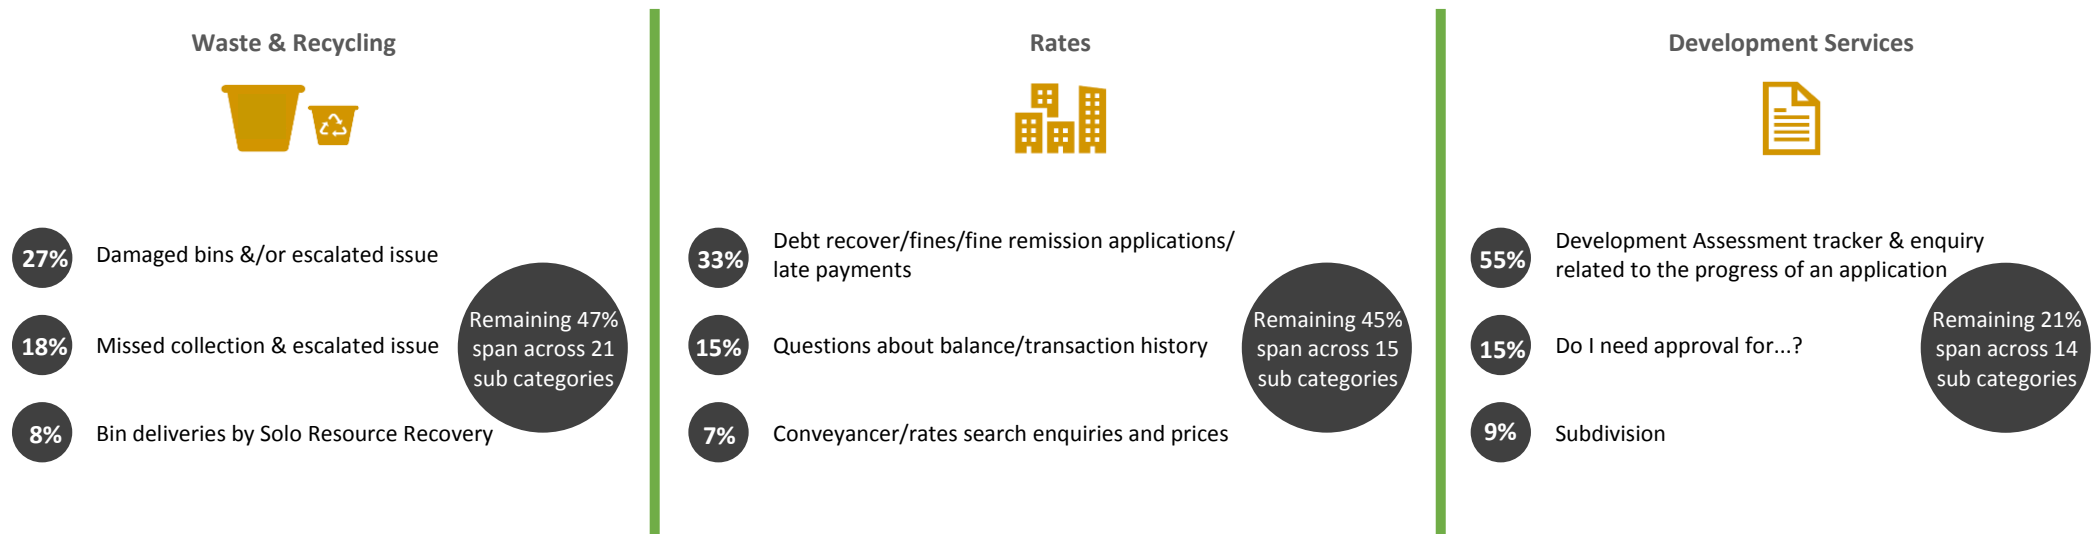 Waste & Recycling
27%
Damaged bins &/or escalated issue
18%
Missed collection & escalated issue
8%
Bin deliveries by Solo Resource Recovery
Remaining 47%
span across 21
sub categories
Rates
33%
Debt recover/fines/fine remission applications/
late payments
15%
Questions about balance/transaction history
7%
Conveyancer/rates search enquiries and prices
Remaining 45%
span across 15
sub categories
Development Services
55%
Development Assessment tracker & enquiry
related to the progress of an application
15%
Do I need approval for...?
9%
Subdivision
Remaining 21%
span across 14
sub categories